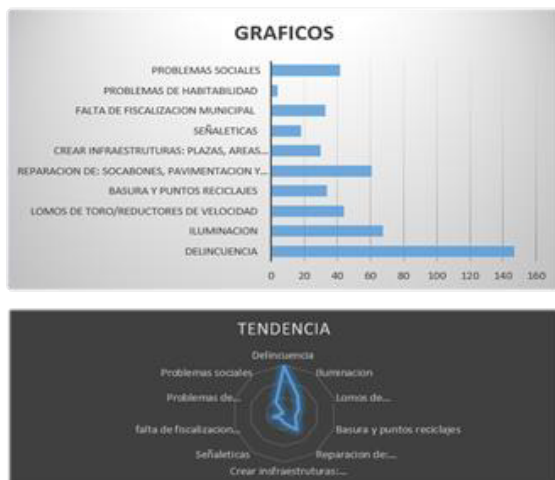 GRAFICOS
PROBLEMAS SOCIALES
PROBLEMAS DE HABITABILIDAD
FALTA DE FISCALIZACION MUNICIPAL
SEÑALETICAS
CREAR INFRAESTRUTURAS: PLAZAS, AREAS...
REPARACION DE: SOCABONES, PAVIMENTACION Y...
BASURA Y PUNTOS RECICLAJES
LOMOS DE TORO/REDUCTORES DE VELOCIDAD
ILUMINACION
DELINCUENCIA
0 20 40 60 80 100 120 140 160
TENDENCIA
Delincuencia
Problemas sociales
Iluminacion
Problemas de...
Lomos de...
falta de fiscalizacion...
Basura y puntos reciclajes
Señaleticas
Reparacion de:...
Crear insfraestruturas:...